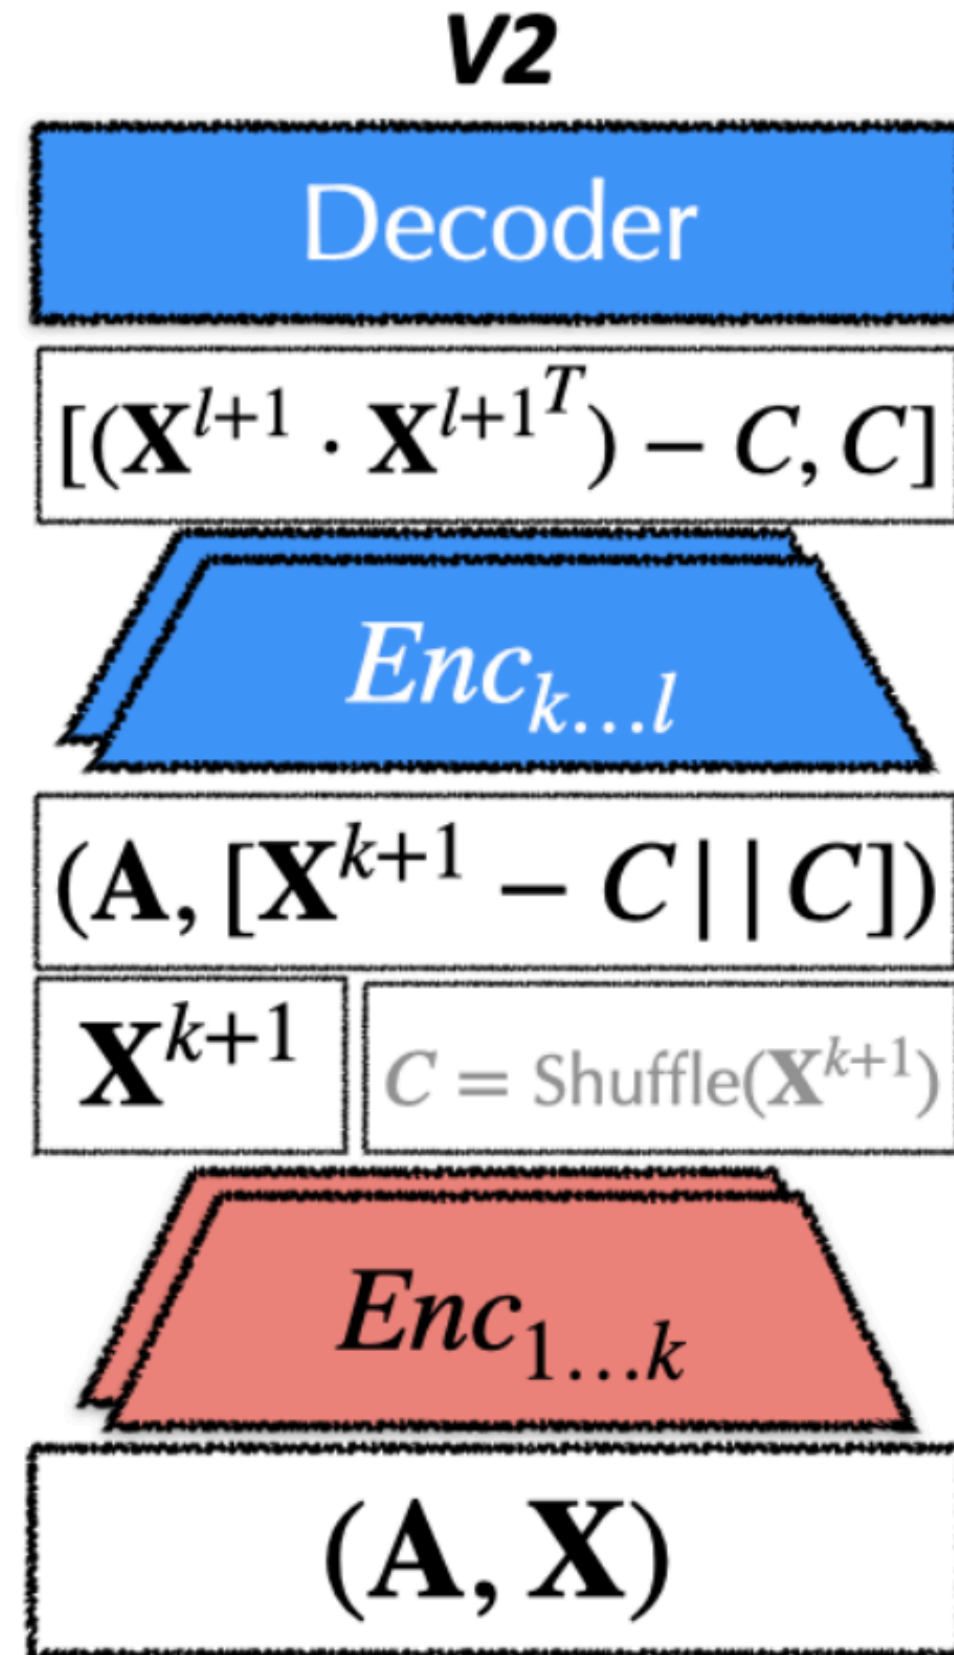 V2
Decoder
[(X^{l+1} · X^{l+1^T}) − C, C]
Enc_{k…l}
(A, [X^{k+1} − C||C])
X^{k+1}
C = Shuffle(X^{k+1})
Enc_{1…k}
(A, X)